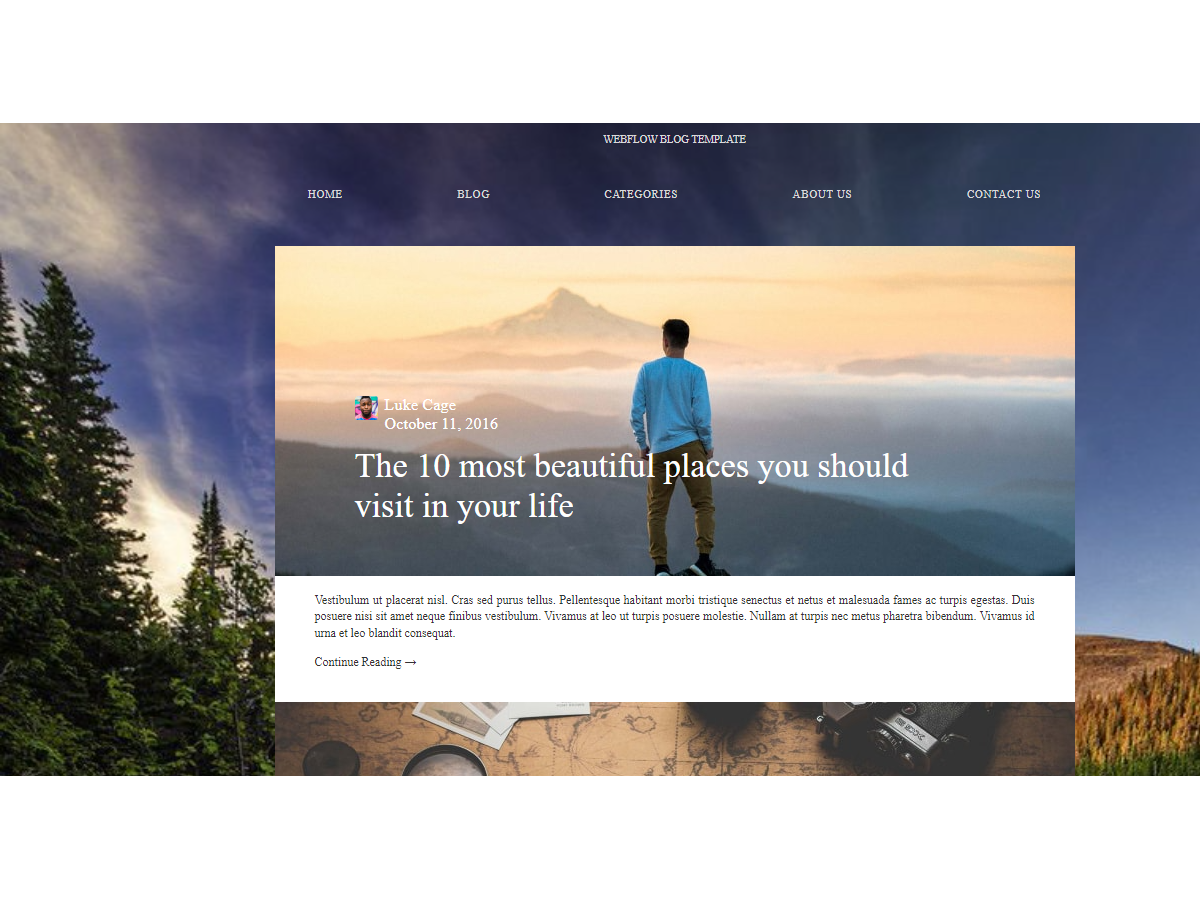 WEBFLOW BLOG TEMPLATE
HOME BLOG CATEGORIES ABOUT US CONTACT US
Luke Cage
October 11, 2016
The 10 most beautiful places you should
visit in your life
Vestibulum ut placerat nisl. Cras sed purus tellus. Pellentesque habitant morbi tristique senectus et netus et malesuada fames ac turpis egestas. Duis
posuere nisi sit amet neque finibus vestibulum. Vivamus at leo ut turpis posuere molestie. Nullam at turpis nec metus pharetra bibendum. Vivamus id
urna et leo blandit consequat.
Continue Reading →